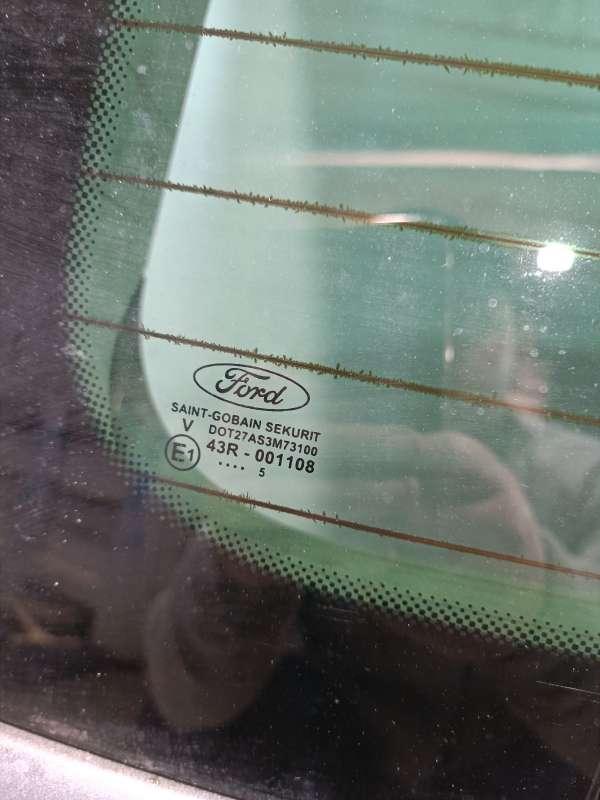 Ford
SAINT-GOBAIN SEKURIT
V DOT27AS3M73100
E1 43R - 001108
.... 5